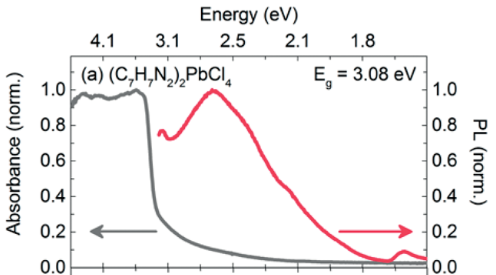 Energy (eV)
4.1 3.1 2.5 2.1 1.8
(a) (C₇H₇N₂)₂PbCl₄ E_g = 3.08 eV
1.0 1.0
0.8 0.8
0.6 0.6
0.4 0.4
0.2 0.2
0.0 0.0
Absorbance (norm.)
PL (norm.)